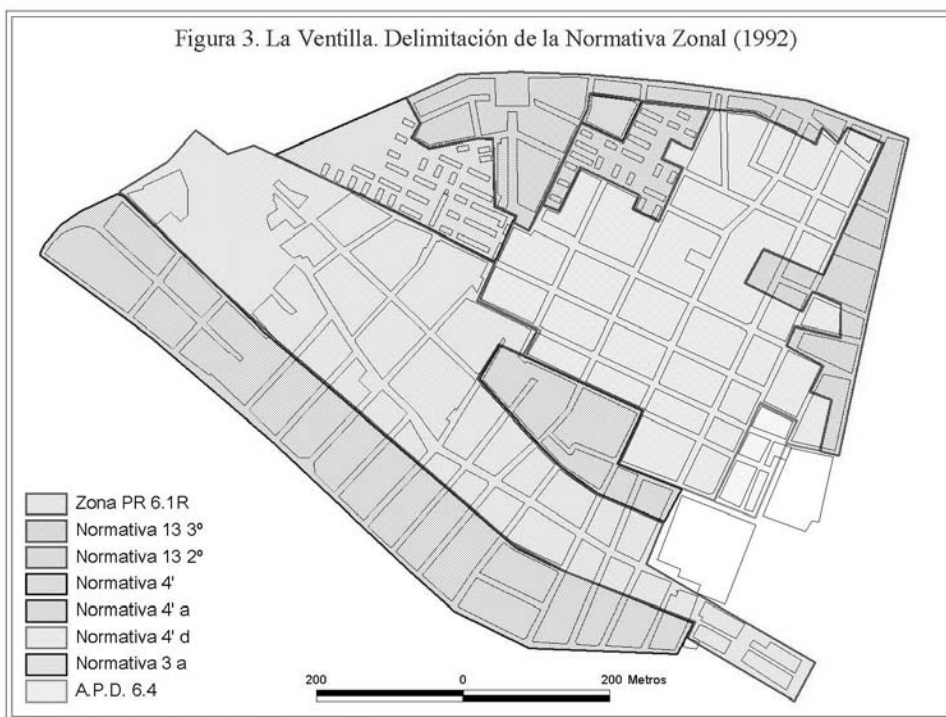 Figura 3. La Ventilla. Delimitación de la Normativa Zonal (1992)
Zona PR 6.1R
Normativa 13 3º
Normativa 13 2º
Normativa 4'
Normativa 4' a
Normativa 4' d
Normativa 3 a
A.P.D. 6.4
200 0 200 Metros